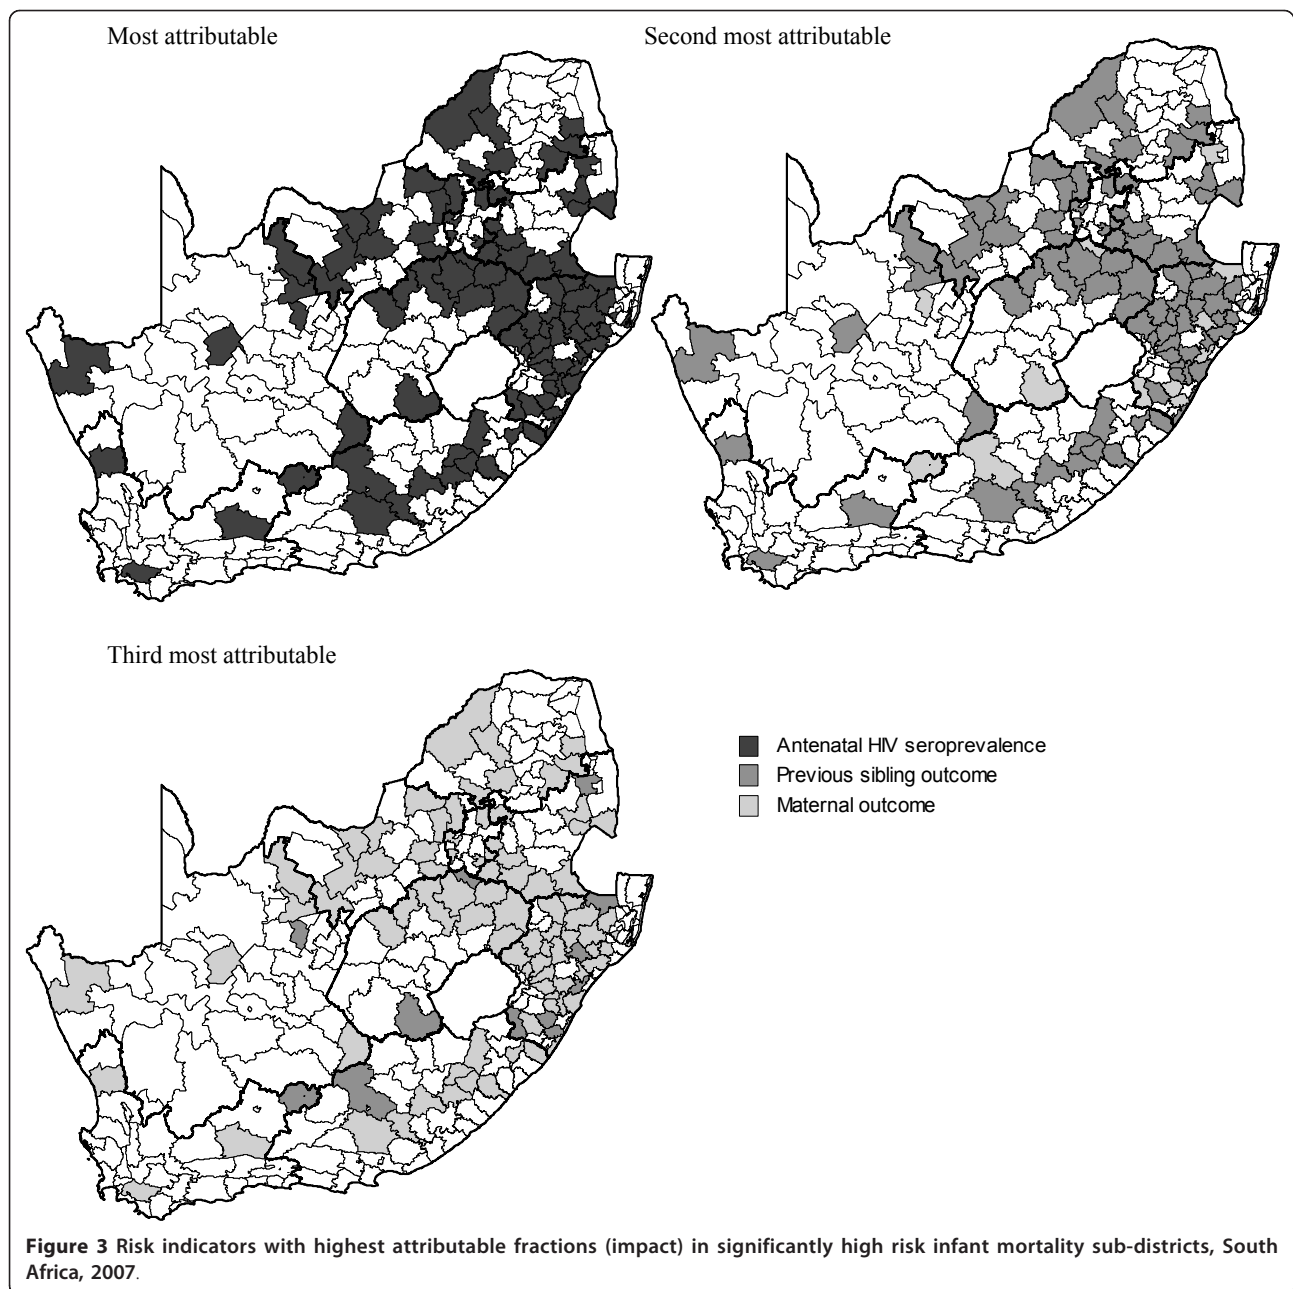 Most attributable
Second most attributable
Third most attributable
Antenatal HIV seroprevalence
Previous sibling outcome
Maternal outcome
Figure 3 Risk indicators with highest attributable fractions (impact) in significantly high risk infant mortality sub-districts, South
Africa, 2007.